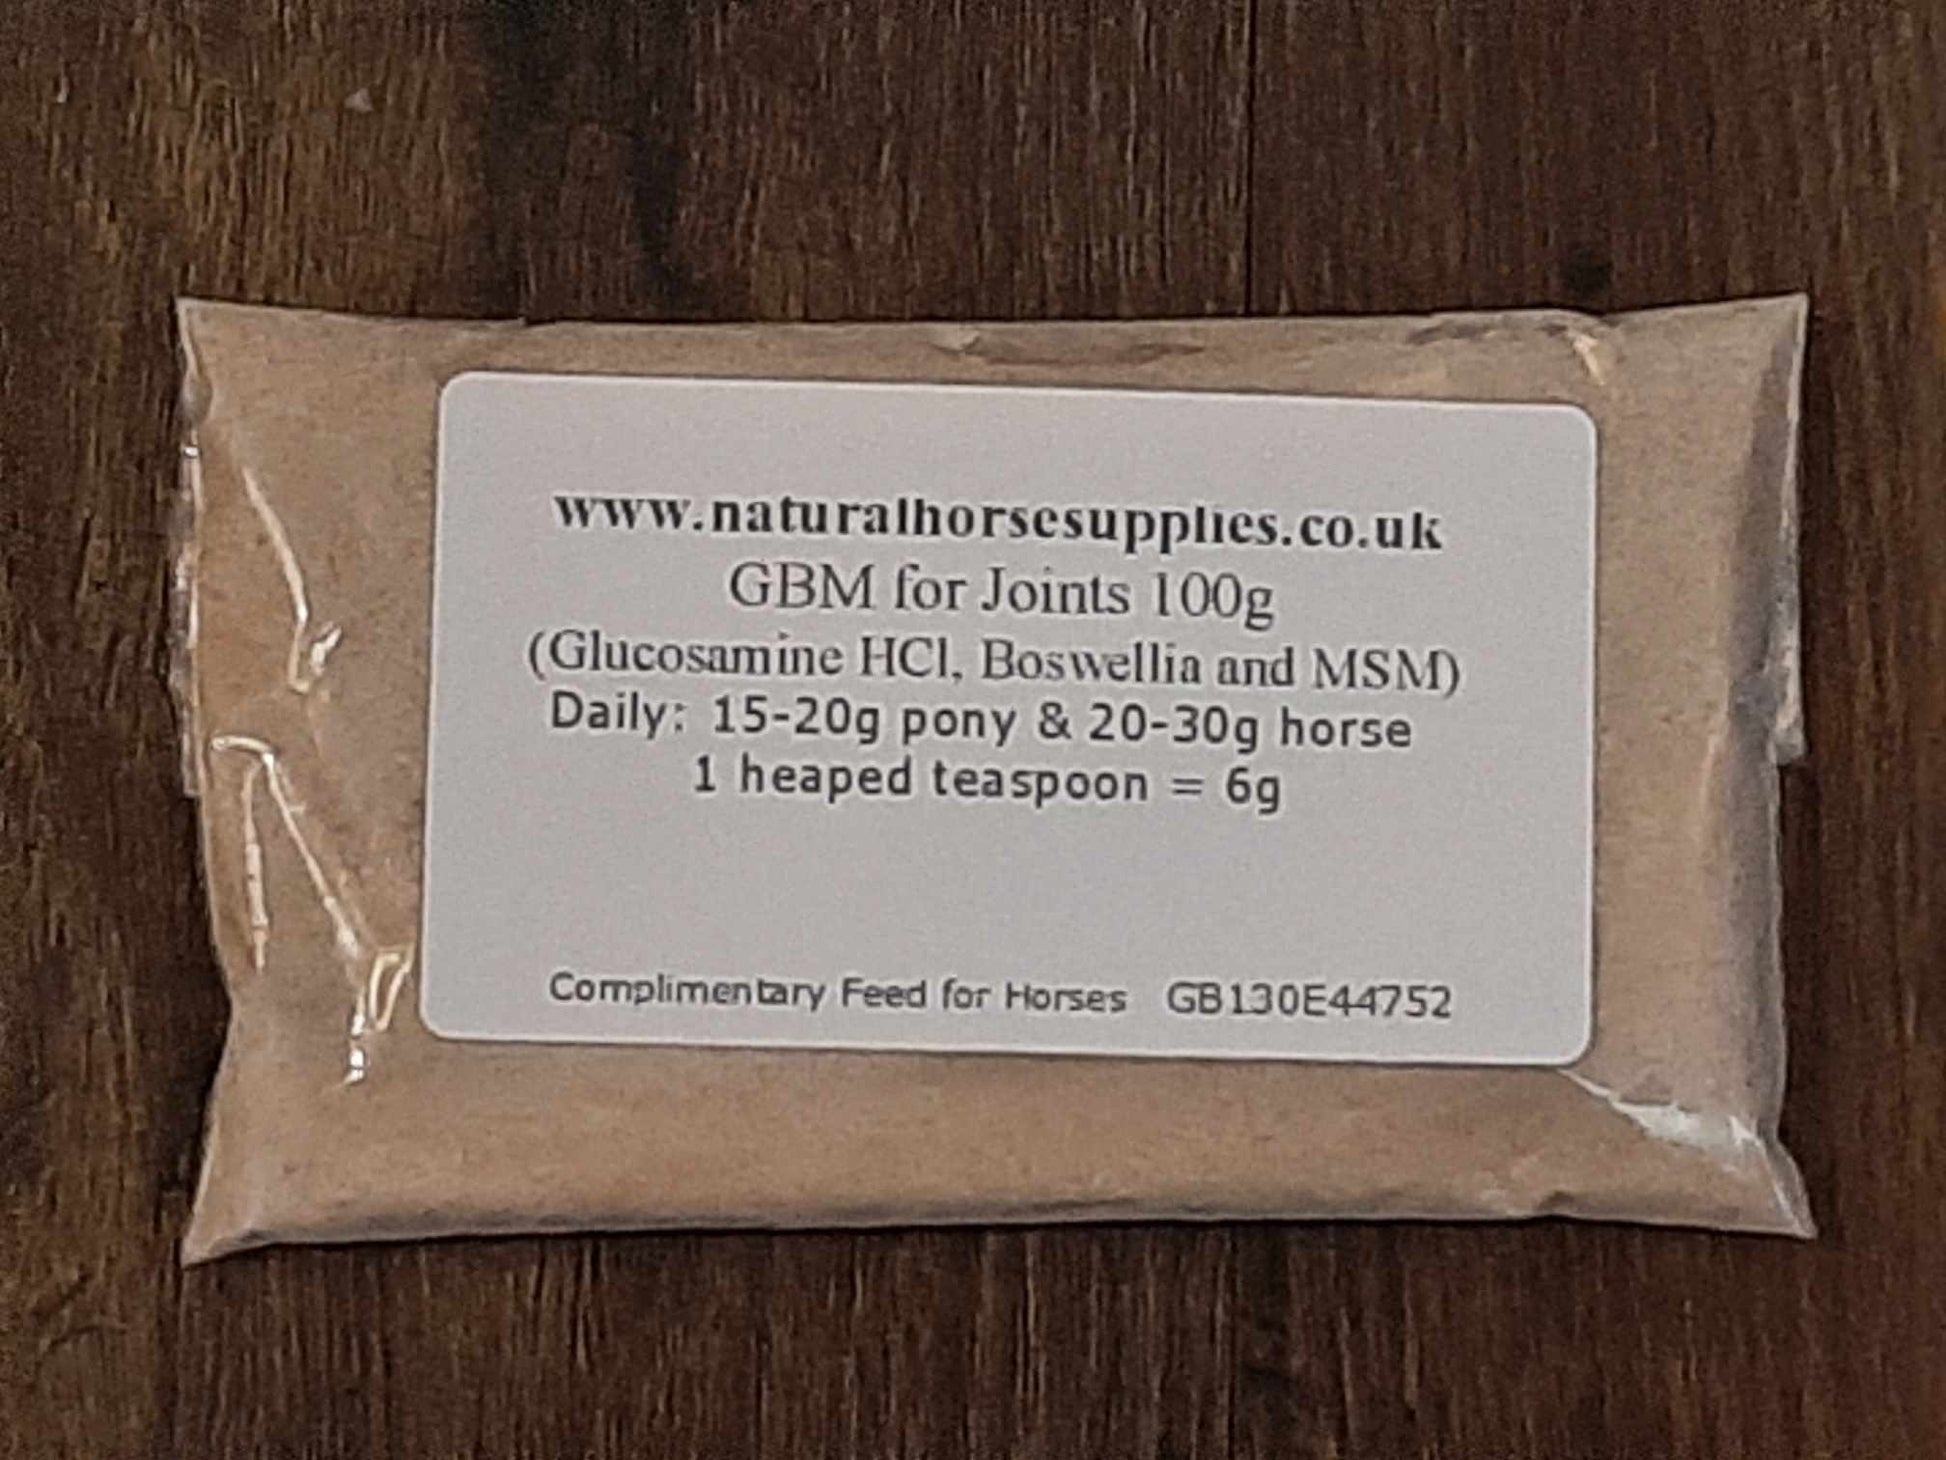 www.naturalhorsesupplies.co.uk
GBM for Joints 100g
(Glucosamine HCl, Boswellia and MSM)
Daily: 15-20g pony & 20-30g horse
1 heaped teaspoon = 6g
Complimentary Feed for Horses GB130E44752